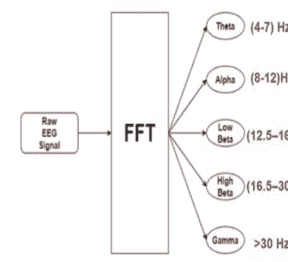 Theta
(4-7) Hz
Alpha
(8-12)H
Raw
EEG
Signal
FFT
Low
Beta
(12.5–16
High
Beta
(16.5–30
Gamma
>30 Hz